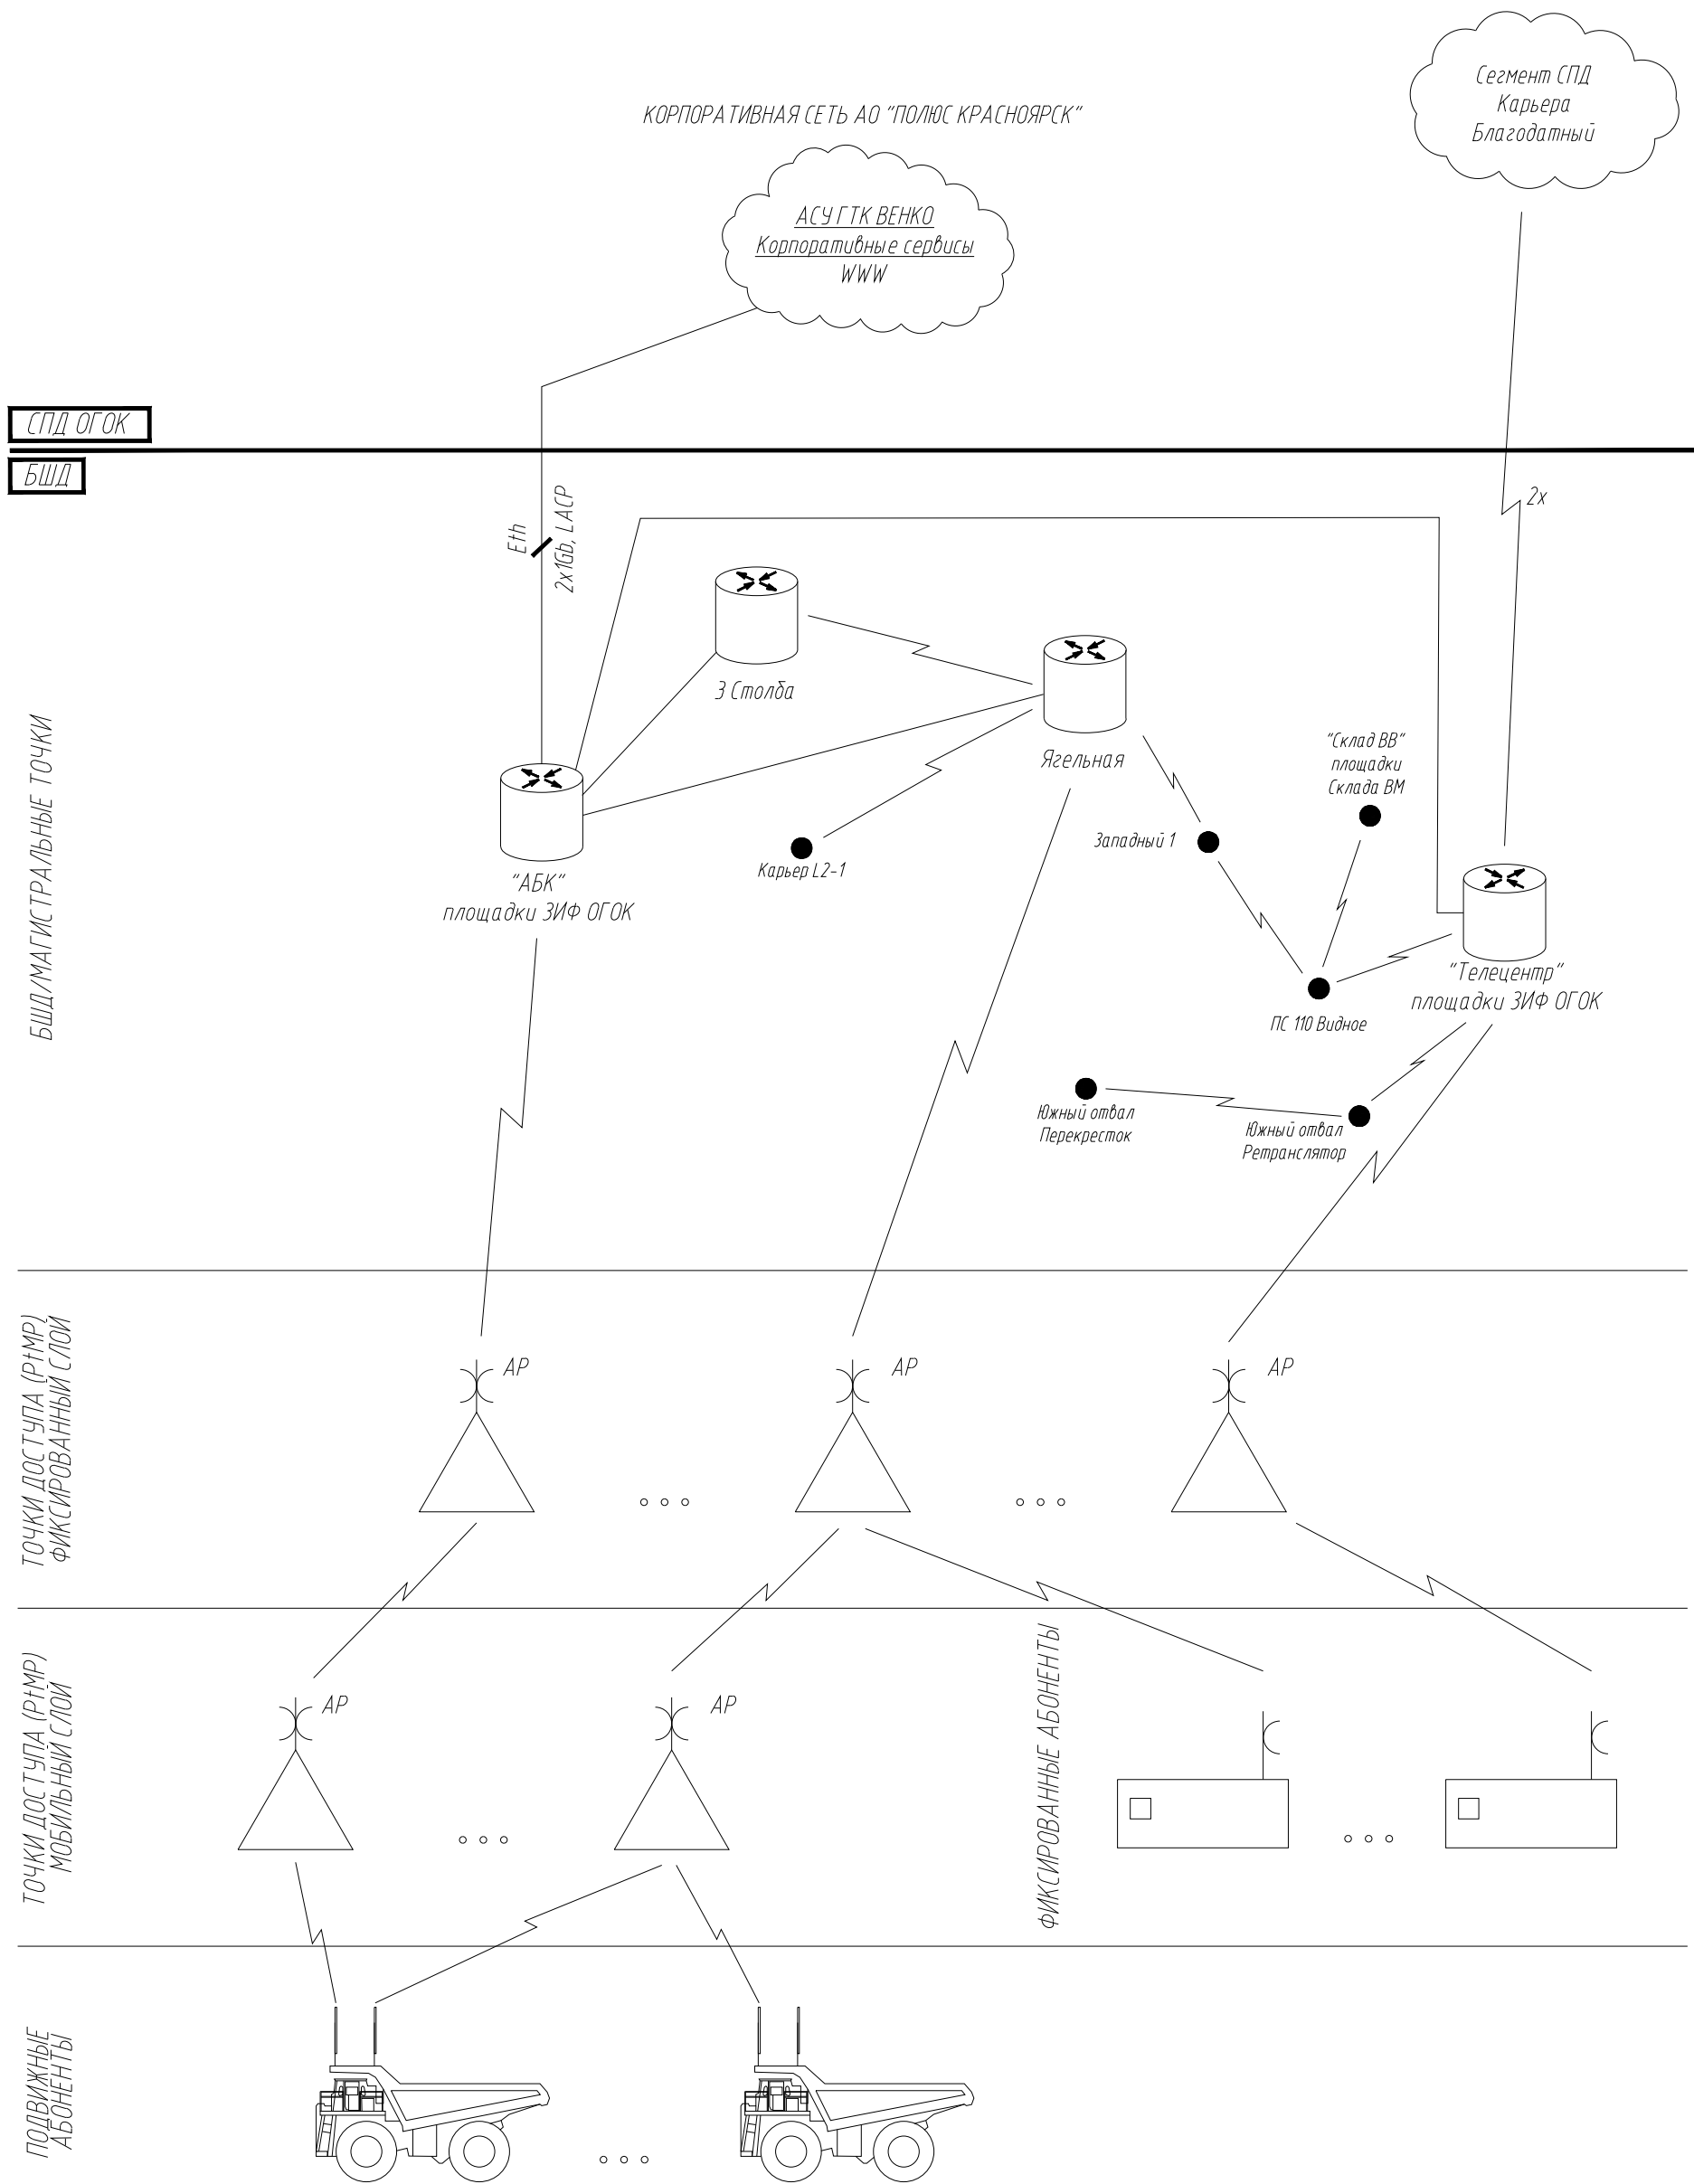 Сегмент СПД
Карьера
Благодатный
КОРПОРАТИВНАЯ СЕТЬ АО "ПОЛЮС КРАСНОЯРСК"
АСУ ГТК ВЕНКО
Корпоративные сервисы
WWW
СПД ОГОК
БШД
Eth
2x1Gb, LACP
2x
БШД/МАГИСТРАЛЬНЫЕ ТОЧКИ
3 Столба
Ягельная
"Склад ВВ"
площадки
Склада ВМ
Западный 1
Карьер L2-1
"АБК"
площадки ЗИФ ОГОК
"Телецентр"
площадки ЗИФ ОГОК
ПС 110 Видное
Южный отвал
Перекресток
Южный отвал
Ретранслятор
ТОЧКИ ДОСТУПА (PtMP)
ФИКСИРОВАННЫЙ СЛОЙ
AP
AP
AP
ТОЧКИ ДОСТУПА (PtMP)
МОБИЛЬНЫЙ СЛОЙ
AP
AP
ФИКСИРОВАННЫЕ АБОНЕНТЫ
ПОДВИЖНЫЕ
АБОНЕНТЫ